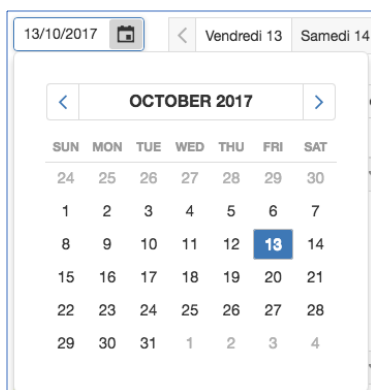 13/10/2017 < Vendredi 13 Samedi 14
< OCTOBER 2017 >
SUN MON TUE WED THU FRI SAT
24 25 26 27 28 29 30
1 2 3 4 5 6 7
8 9 10 11 12 13 14
15 16 17 18 19 20 21
22 23 24 25 26 27 28
29 30 31 1 2 3 4